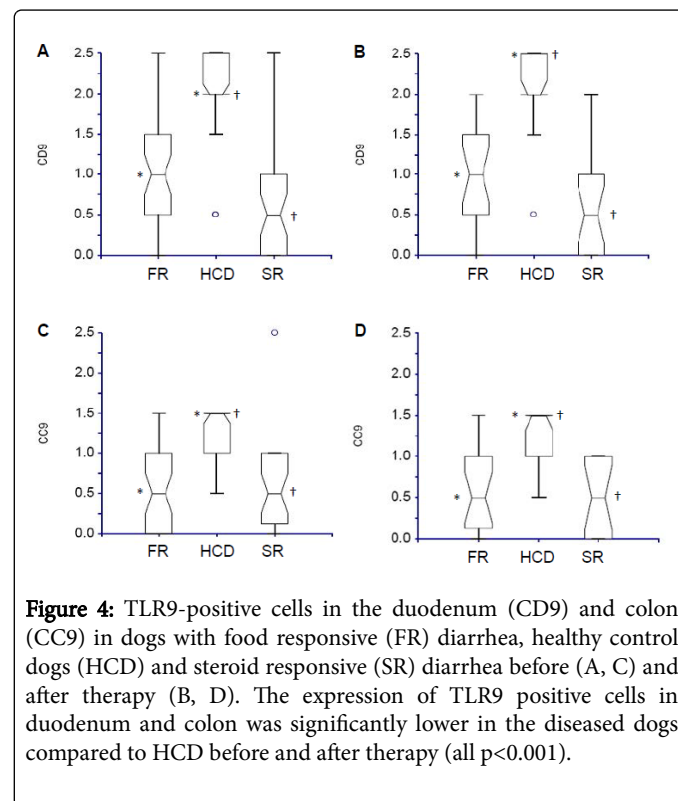 A
B
2.5
2.0
1.5
1.0
0.5
0.0
CD9
*
* †
†
FR HCD SR
2.5
2.0
1.5
1.0
0.5
0.0
CD9
*
* †
†
FR HCD SR
C
D
2.5
2.0
1.5
1.0
0.5
0.0
CC9
*
* †
†
FR HCD SR
2.5
2.0
1.5
1.0
0.5
0.0
CC9
*
* †
†
FR HCD SR
Figure 4: TLR9-positive cells in the duodenum (CD9) and colon
(CC9) in dogs with food responsive (FR) diarrhea, healthy control
dogs (HCD) and steroid responsive (SR) diarrhea before (A, C) and
after therapy (B, D). The expression of TLR9 positive cells in
duodenum and colon was significantly lower in the diseased dogs
compared to HCD before and after therapy (all p<0.001).